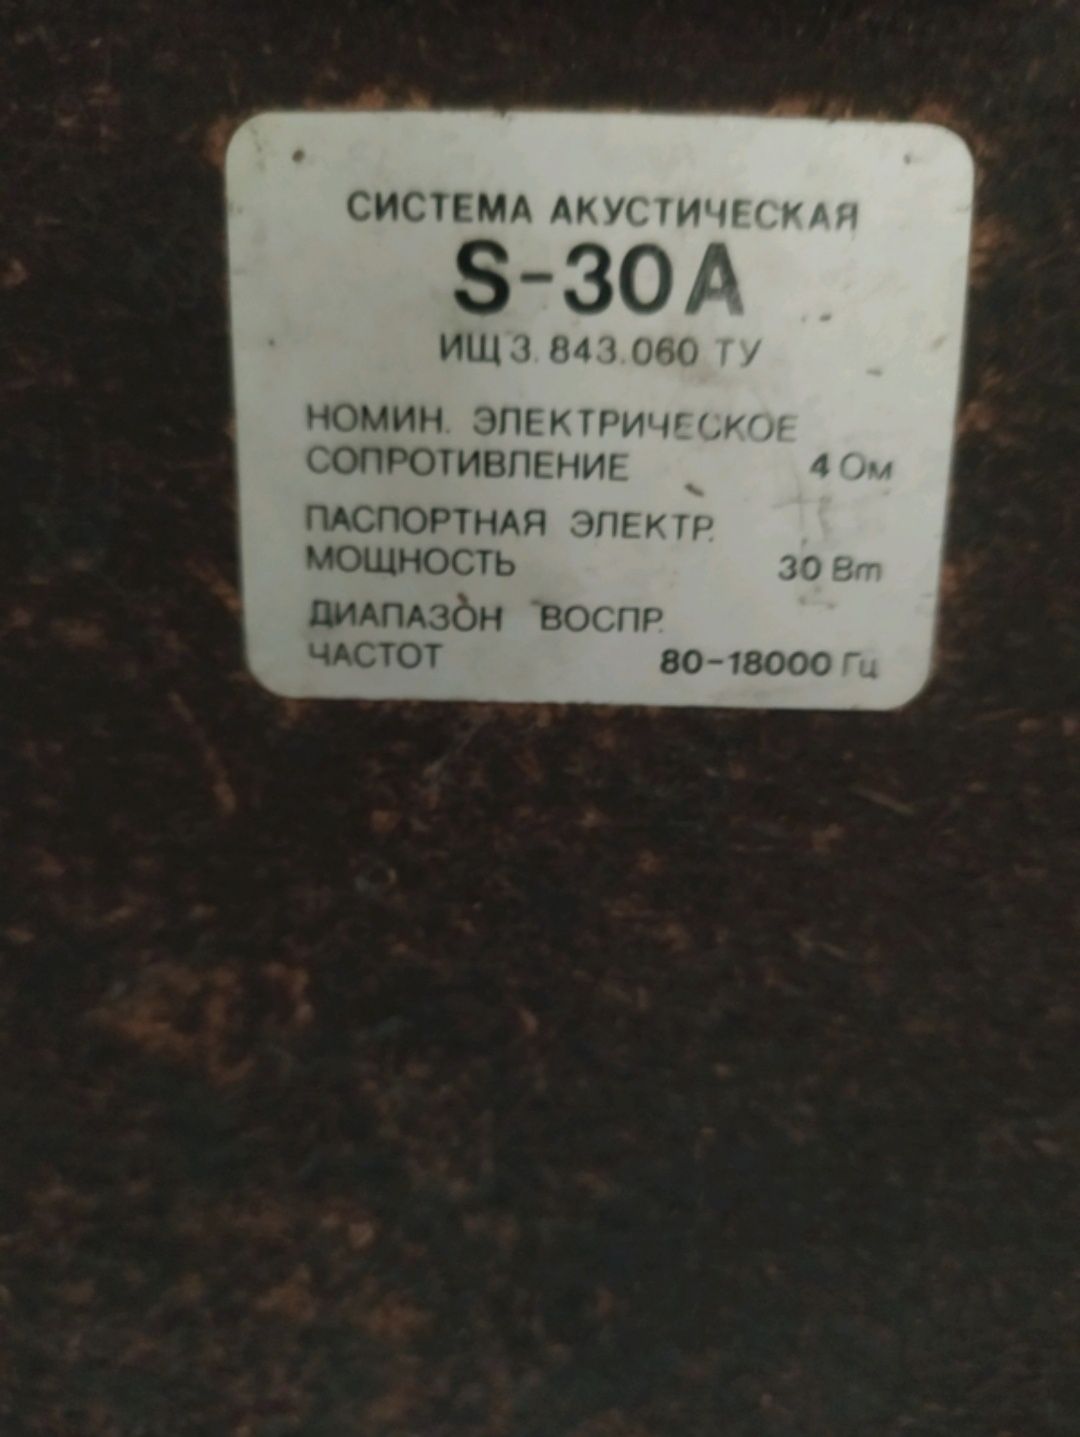 СИСТЕМА АКУСТИЧЕСКАЯ
S-30A
ИЩ3.843.060 ТУ
НОМИН. ЭЛЕКТРИЧЕСКОЕ
СОПРОТИВЛЕНИЕ 4 Ом
ПАСПОРТНАЯ ЭЛЕКТР.
МОЩНОСТЬ 30 Вт
ДИАПАЗОН ВОСПР.
ЧАСТОТ 80-18000 Гц